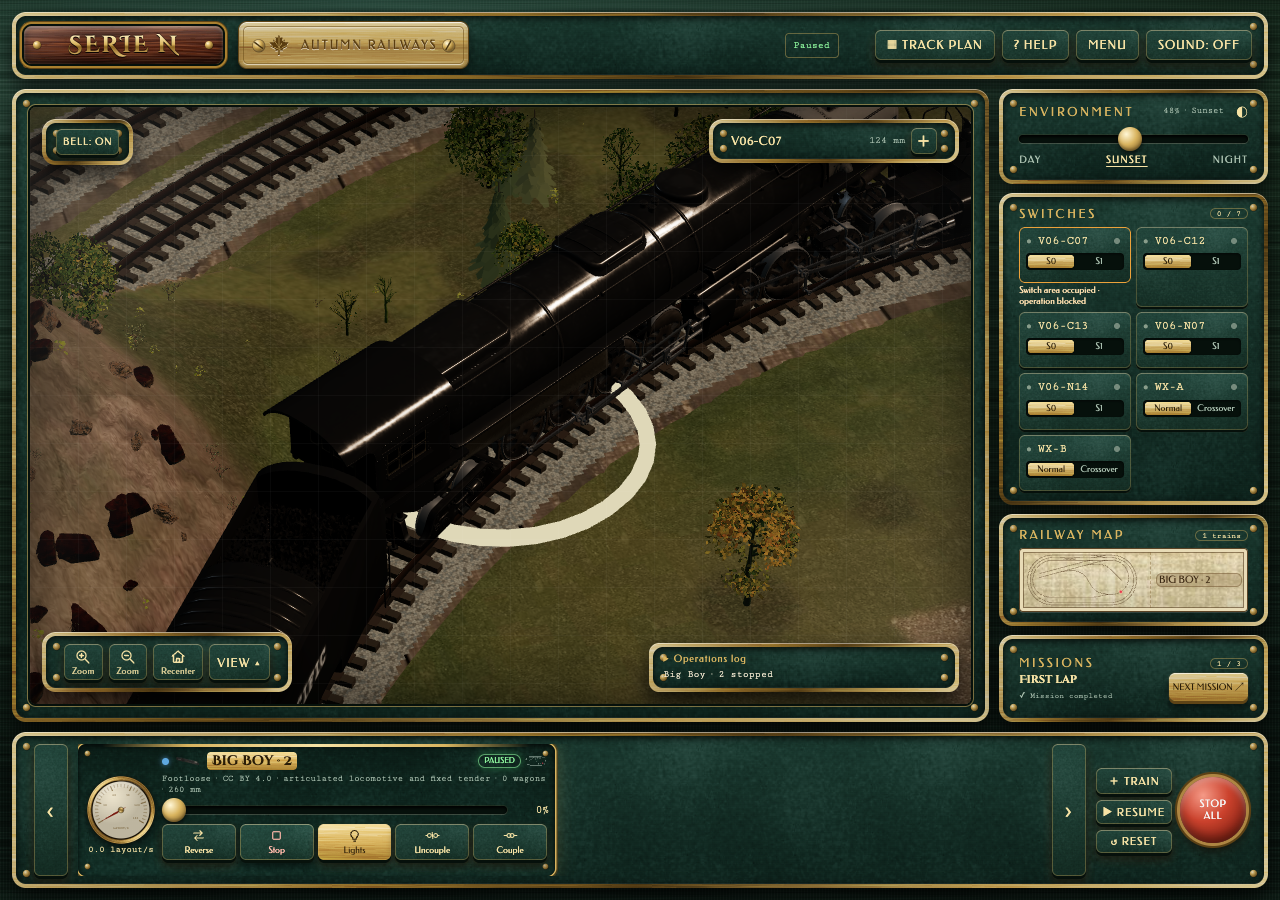 SERIE N
AUTUMN RAILWAYS
Paused
TRACK PLAN
? HELP
MENU
SOUND: OFF
BELL: ON
V06-C07
124 mm
+
ENVIRONMENT
48% · Sunset
DAY
SUNSET
NIGHT
SWITCHES
0 / 7
V06-C07
S0 S1
Switch area occupied ·
operation blocked
V06-C12
S0 S1
V06-C13
S0 S1
V06-N07
S0 S1
V06-N14
S0 S1
WX-A
Normal Crossover
WX-B
Normal Crossover
RAILWAY MAP
1 trains
BIG BOY · 2
MISSIONS
1 / 3
FIRST LAP
✓ Mission completed
NEXT MISSION
Zoom
Zoom
Recenter
VIEW ▴
Operations log
Big Boy · 2 stopped
BIG BOY · 2
PAUSED
Footloose · CC BY 4.0 · articulated locomotive and fixed tender · 0 wagons
· 260 mm
0%
0.0 layout/s
Reverse
Stop
Lights
Uncouple
Couple
+ TRAIN
▶ RESUME
↺ RESET
STOP
ALL